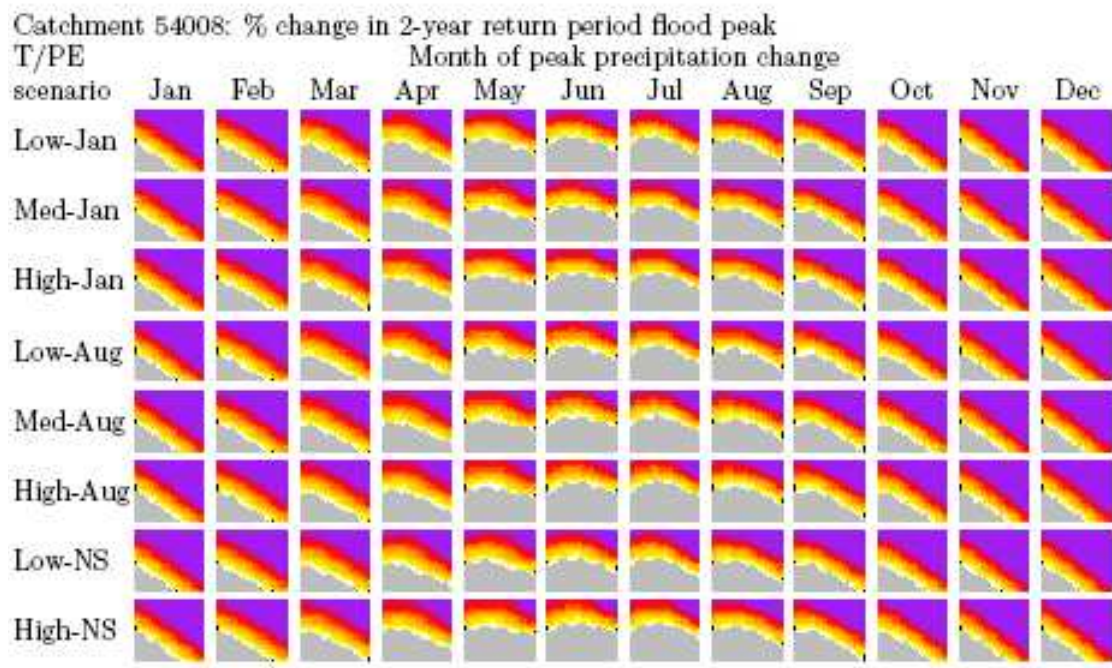 Catchment 54008: % change in 2-year return period flood peak
T/PE Month of peak precipitation change
scenario Jan Feb Mar Apr May Jun Jul Aug Sep Oct Nov Dec
Low-Jan
Med-Jan
High-Jan
Low-Aug
Med-Aug
High-Aug
Low-NS
High-NS